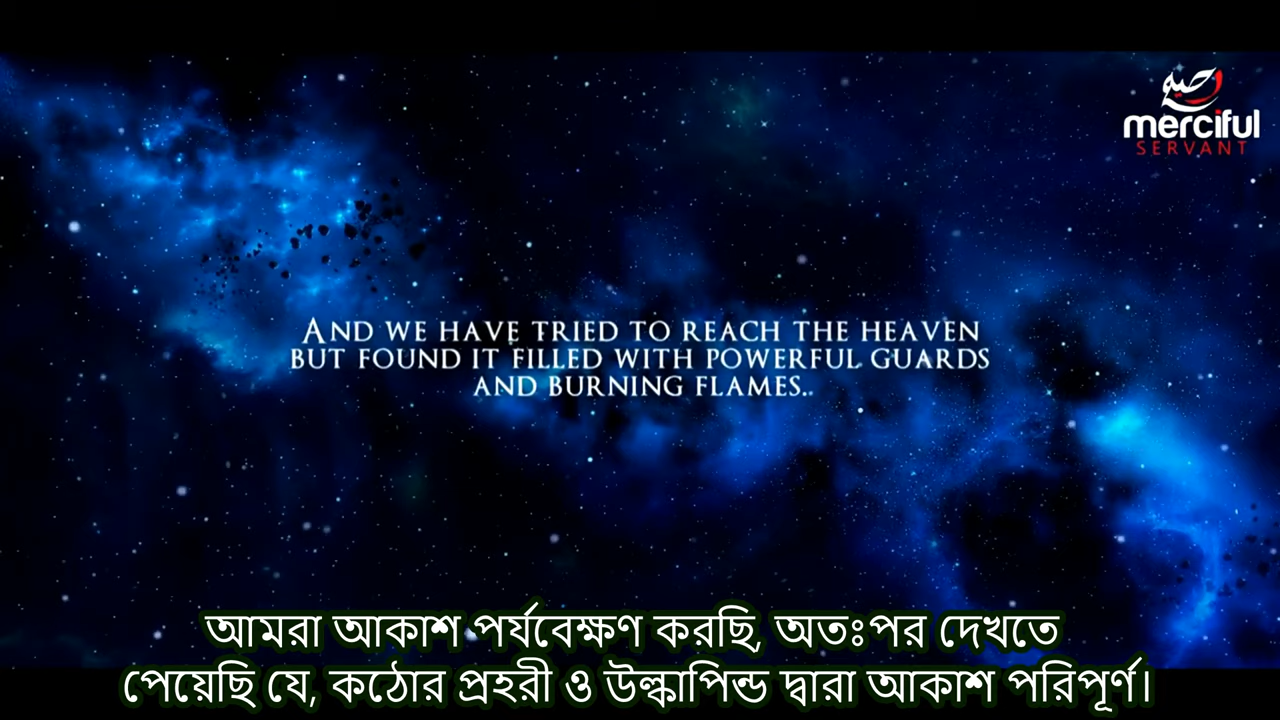 رحيم
merciful
SERVANT
AND WE HAVE TRIED TO REACH THE HEAVEN
BUT FOUND IT FILLED WITH POWERFUL GUARDS
AND BURNING FLAMES..
আমরা আকাশ পর্যবেক্ষণ করছি, অতঃপর দেখতে
পেয়েছি যে, কঠোর প্রহরী ও উল্কাপিন্ড দ্বারা আকাশ পরিপূর্ণ।